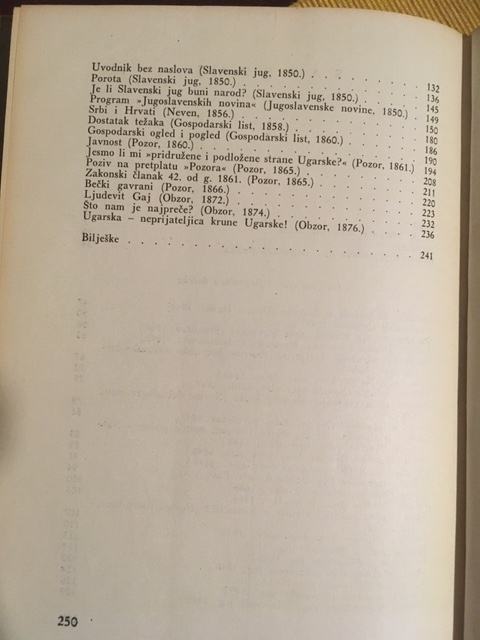 Uvodnik bez naslova (Slavenski jug, 1850.) . . . . . . . 132
Porota (Slavenski jug, 1850.) . . . . . . . . . . 136
Je li Slavenski jug buni narod? (Slavenski jug, 1850.) . . . . 145
Program »Jugoslavenskih novina« (Jugoslavenske novine, 1850.) . 149
Srbi i Hrvati (Neven, 1856.) . . . . . . . . . . 150
Dostatak težaka (Gospodarski list, 1858.) . . . . . . . 180
Gospodarski ogled i pogled (Gospodarski list, 1860.) . . . . 186
Javnost (Pozor, 1860.) . . . . . . . . . . . 190
Jesmo li mi »pridružene i podložene strane Ugarske?« (Pozor, 1861.) 194
Poziv na pretplatu »Pozora« (Pozor, 1865.) . . . . . . 208
Zakonski članak 42. od g. 1861. (Pozor, 1865.) . . . . . 211
Bečki gavrani (Pozor, 1866.) . . . . . . . . . . 220
Ljudevit Gaj (Obzor, 1872.) . . . . . . . . . . 223
Što nam je najpreče? (Obzor, 1874.) . . . . . . . . 232
Ugarska – neprijateljica krune Ugarske! (Obzor, 1876.) . . . . 236
Bilješke . . . . . . . . . . . . . . . 241
250